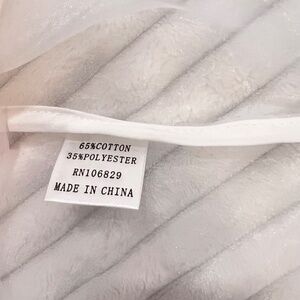 65%COTTON
35%POLYESTER
RN106829
MADE IN CHINA